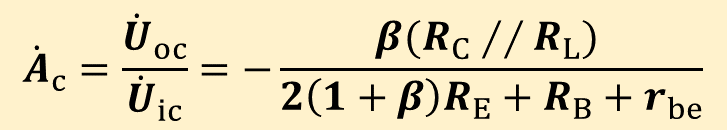 Ȧc = U̇oc / U̇ic = − β(RC // RL) / 2(1 + β)RE + RB + rbe